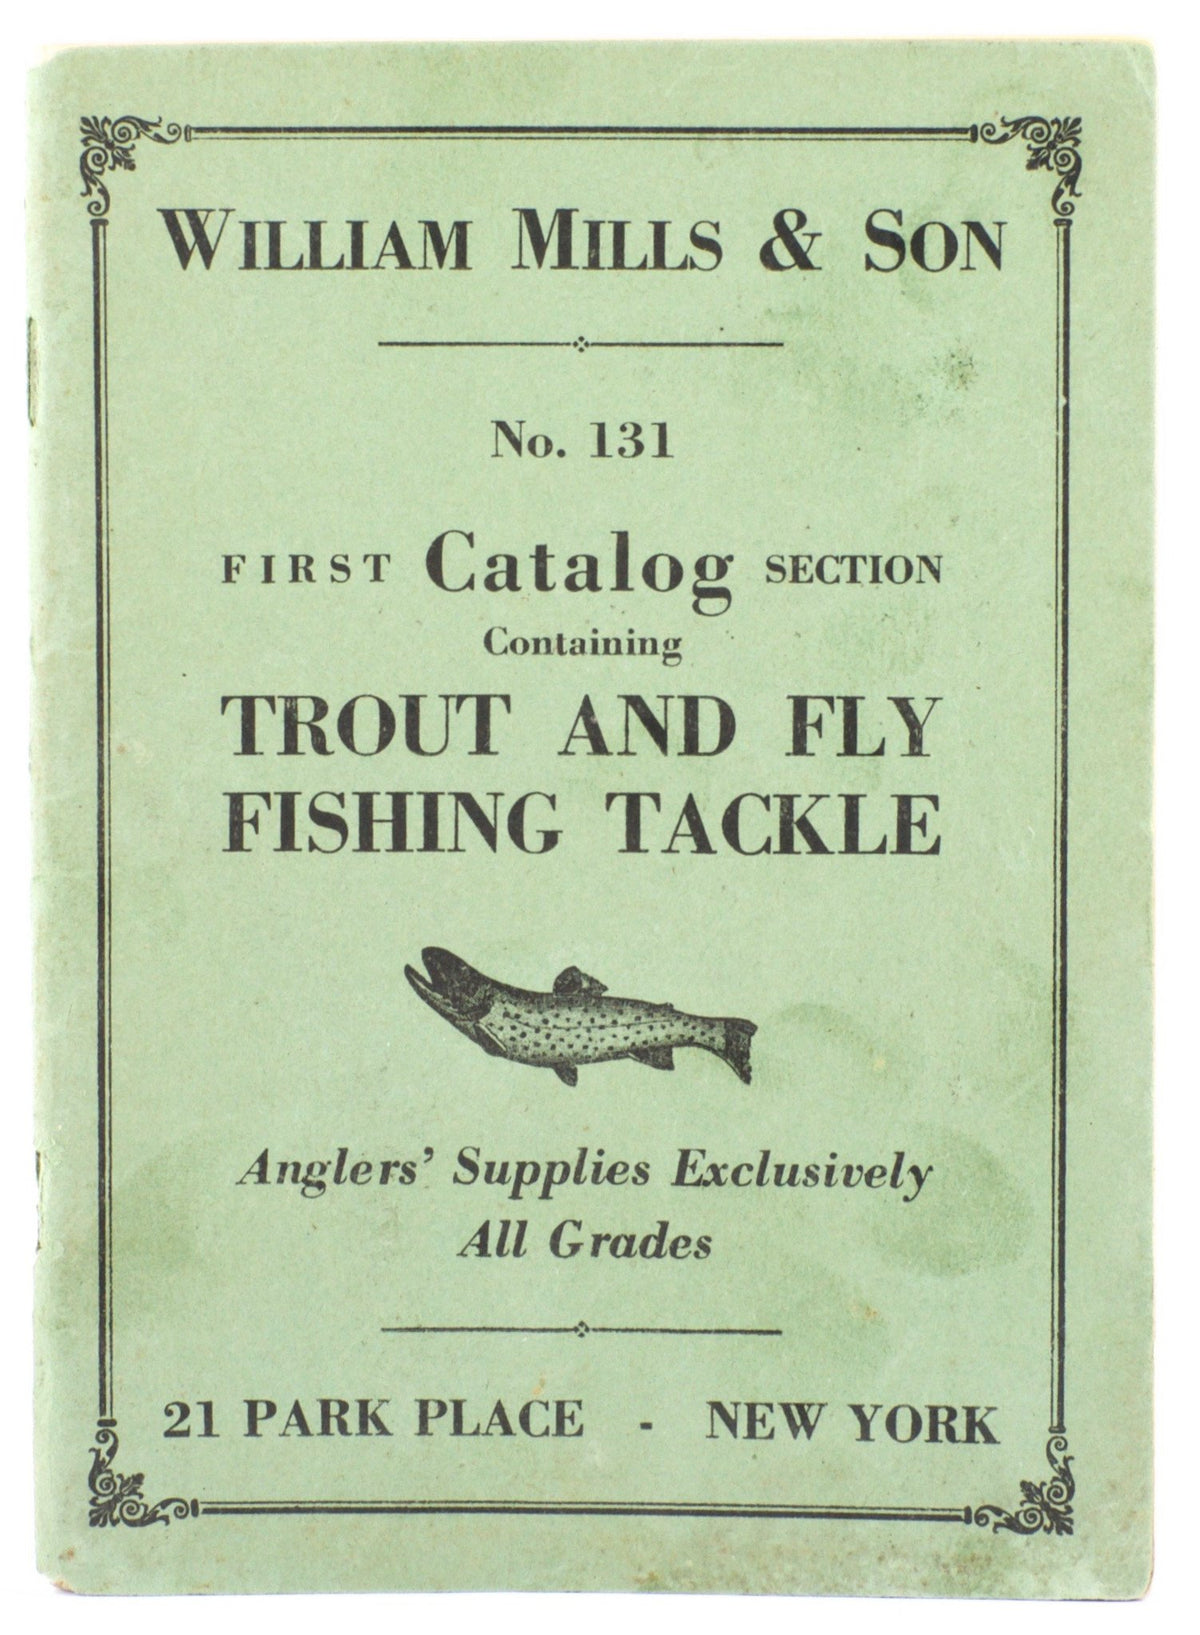 WILLIAM MILLS & SON
No. 131
FIRST Catalog SECTION
Containing
TROUT AND FLY
FISHING TACKLE
Anglers' Supplies Exclusively
All Grades
21 PARK PLACE - NEW YORK